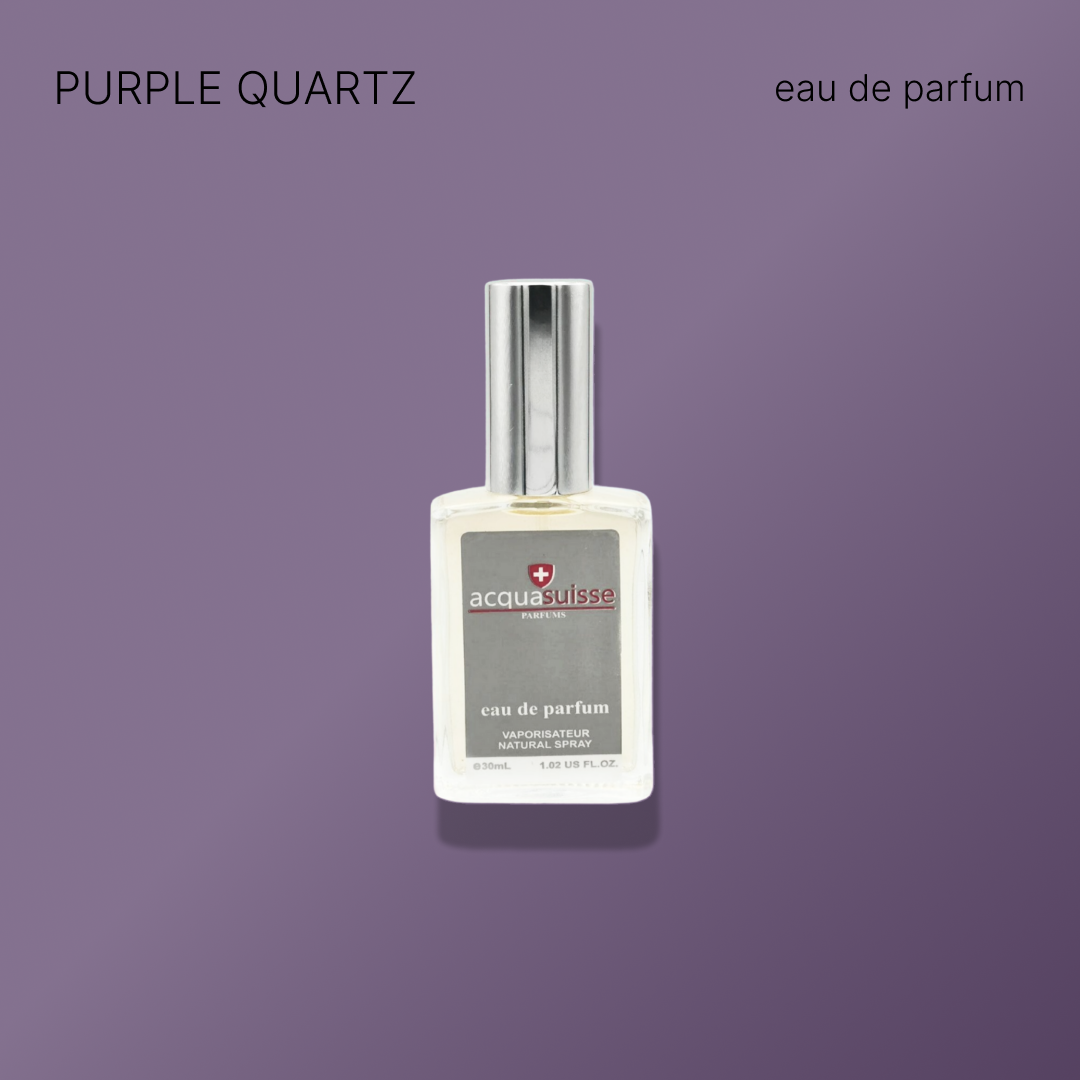 PURPLE QUARTZ
eau de parfum
acquasuisse
PARFUMS
eau de parfum
VAPORISATEUR
NATURAL SPRAY
℮30mL 1.02 US FL.OZ.